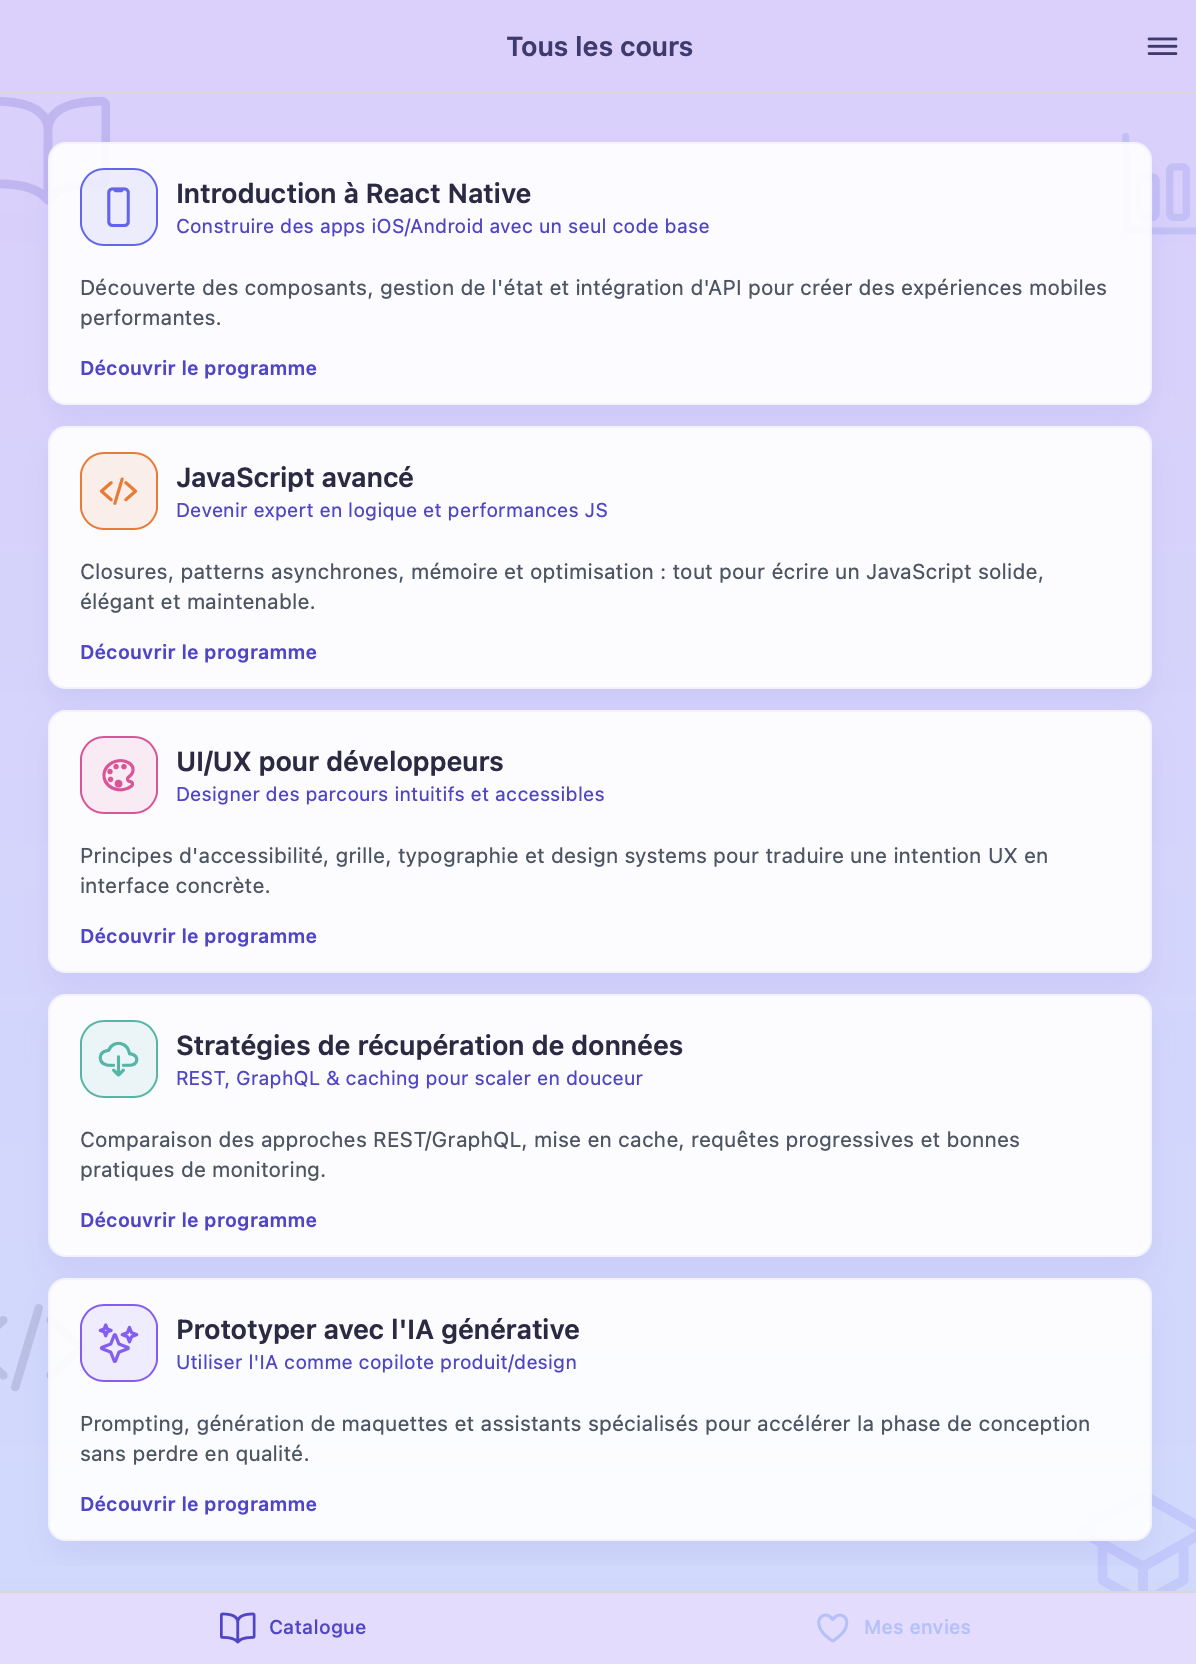 Tous les cours
Introduction à React Native
Construire des apps iOS/Android avec un seul code base
Découverte des composants, gestion de l'état et intégration d'API pour créer des expériences mobiles
performantes.
Découvrir le programme
JavaScript avancé
Devenir expert en logique et performances JS
Closures, patterns asynchrones, mémoire et optimisation : tout pour écrire un JavaScript solide,
élégant et maintenable.
Découvrir le programme
UI/UX pour développeurs
Designer des parcours intuitifs et accessibles
Principes d'accessibilité, grille, typographie et design systems pour traduire une intention UX en
interface concrète.
Découvrir le programme
Stratégies de récupération de données
REST, GraphQL & caching pour scaler en douceur
Comparaison des approches REST/GraphQL, mise en cache, requêtes progressives et bonnes
pratiques de monitoring.
Découvrir le programme
Prototyper avec l'IA générative
Utiliser l'IA comme copilote produit/design
Prompting, génération de maquettes et assistants spécialisés pour accélérer la phase de conception
sans perdre en qualité.
Découvrir le programme
Catalogue
Mes envies